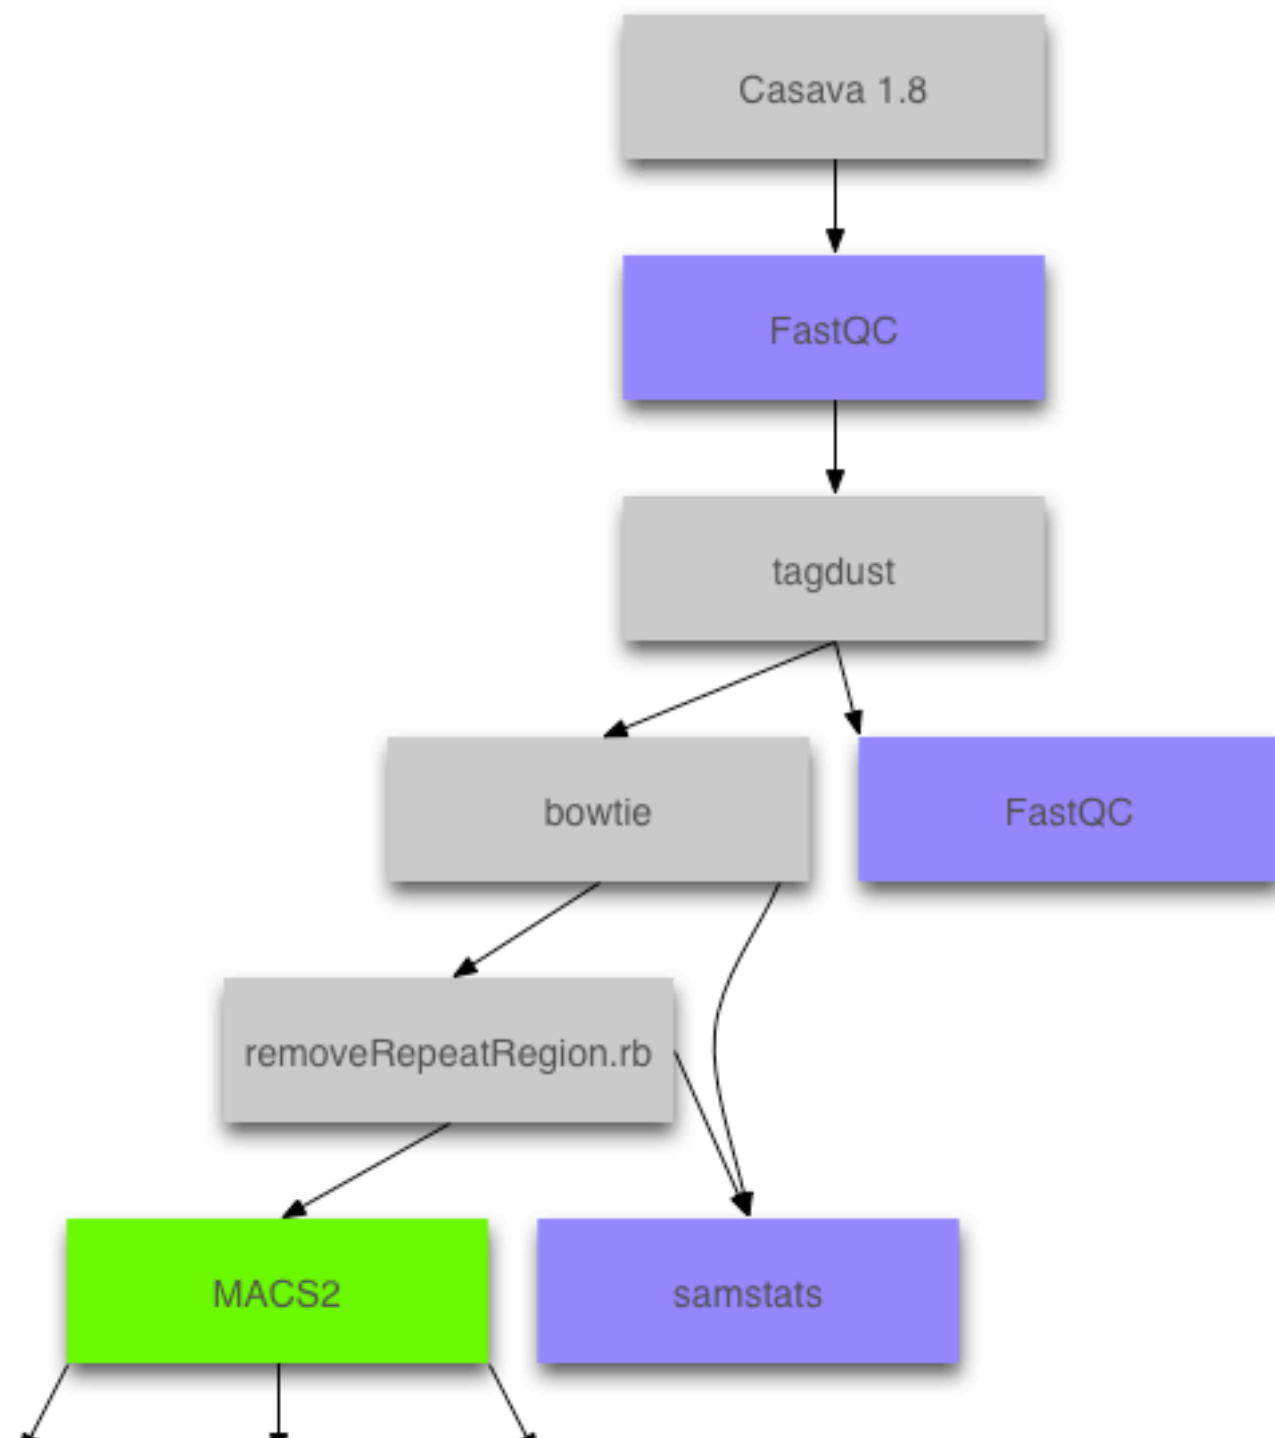 Casava 1.8
FastQC
tagdust
bowtie
FastQC
removeRepeatRegion.rb
MACS2
samstats